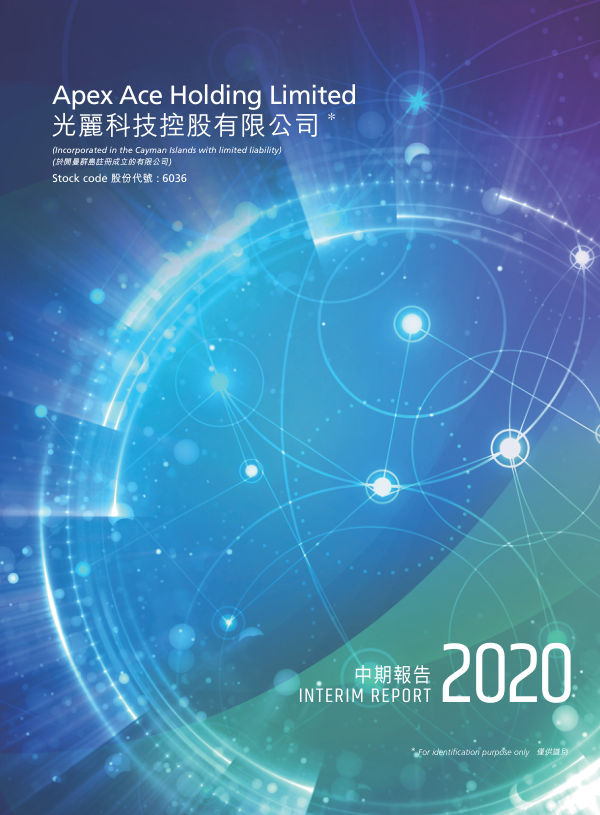 Apex Ace Holding Limited
光麗科技控股有限公司 *
(Incorporated in the Cayman Islands with limited liability)
(於開曼群島註冊成立的有限公司)
Stock code 股份代號 : 6036
中期報告
INTERIM REPORT 2020
* For identification purpose only 僅供識別